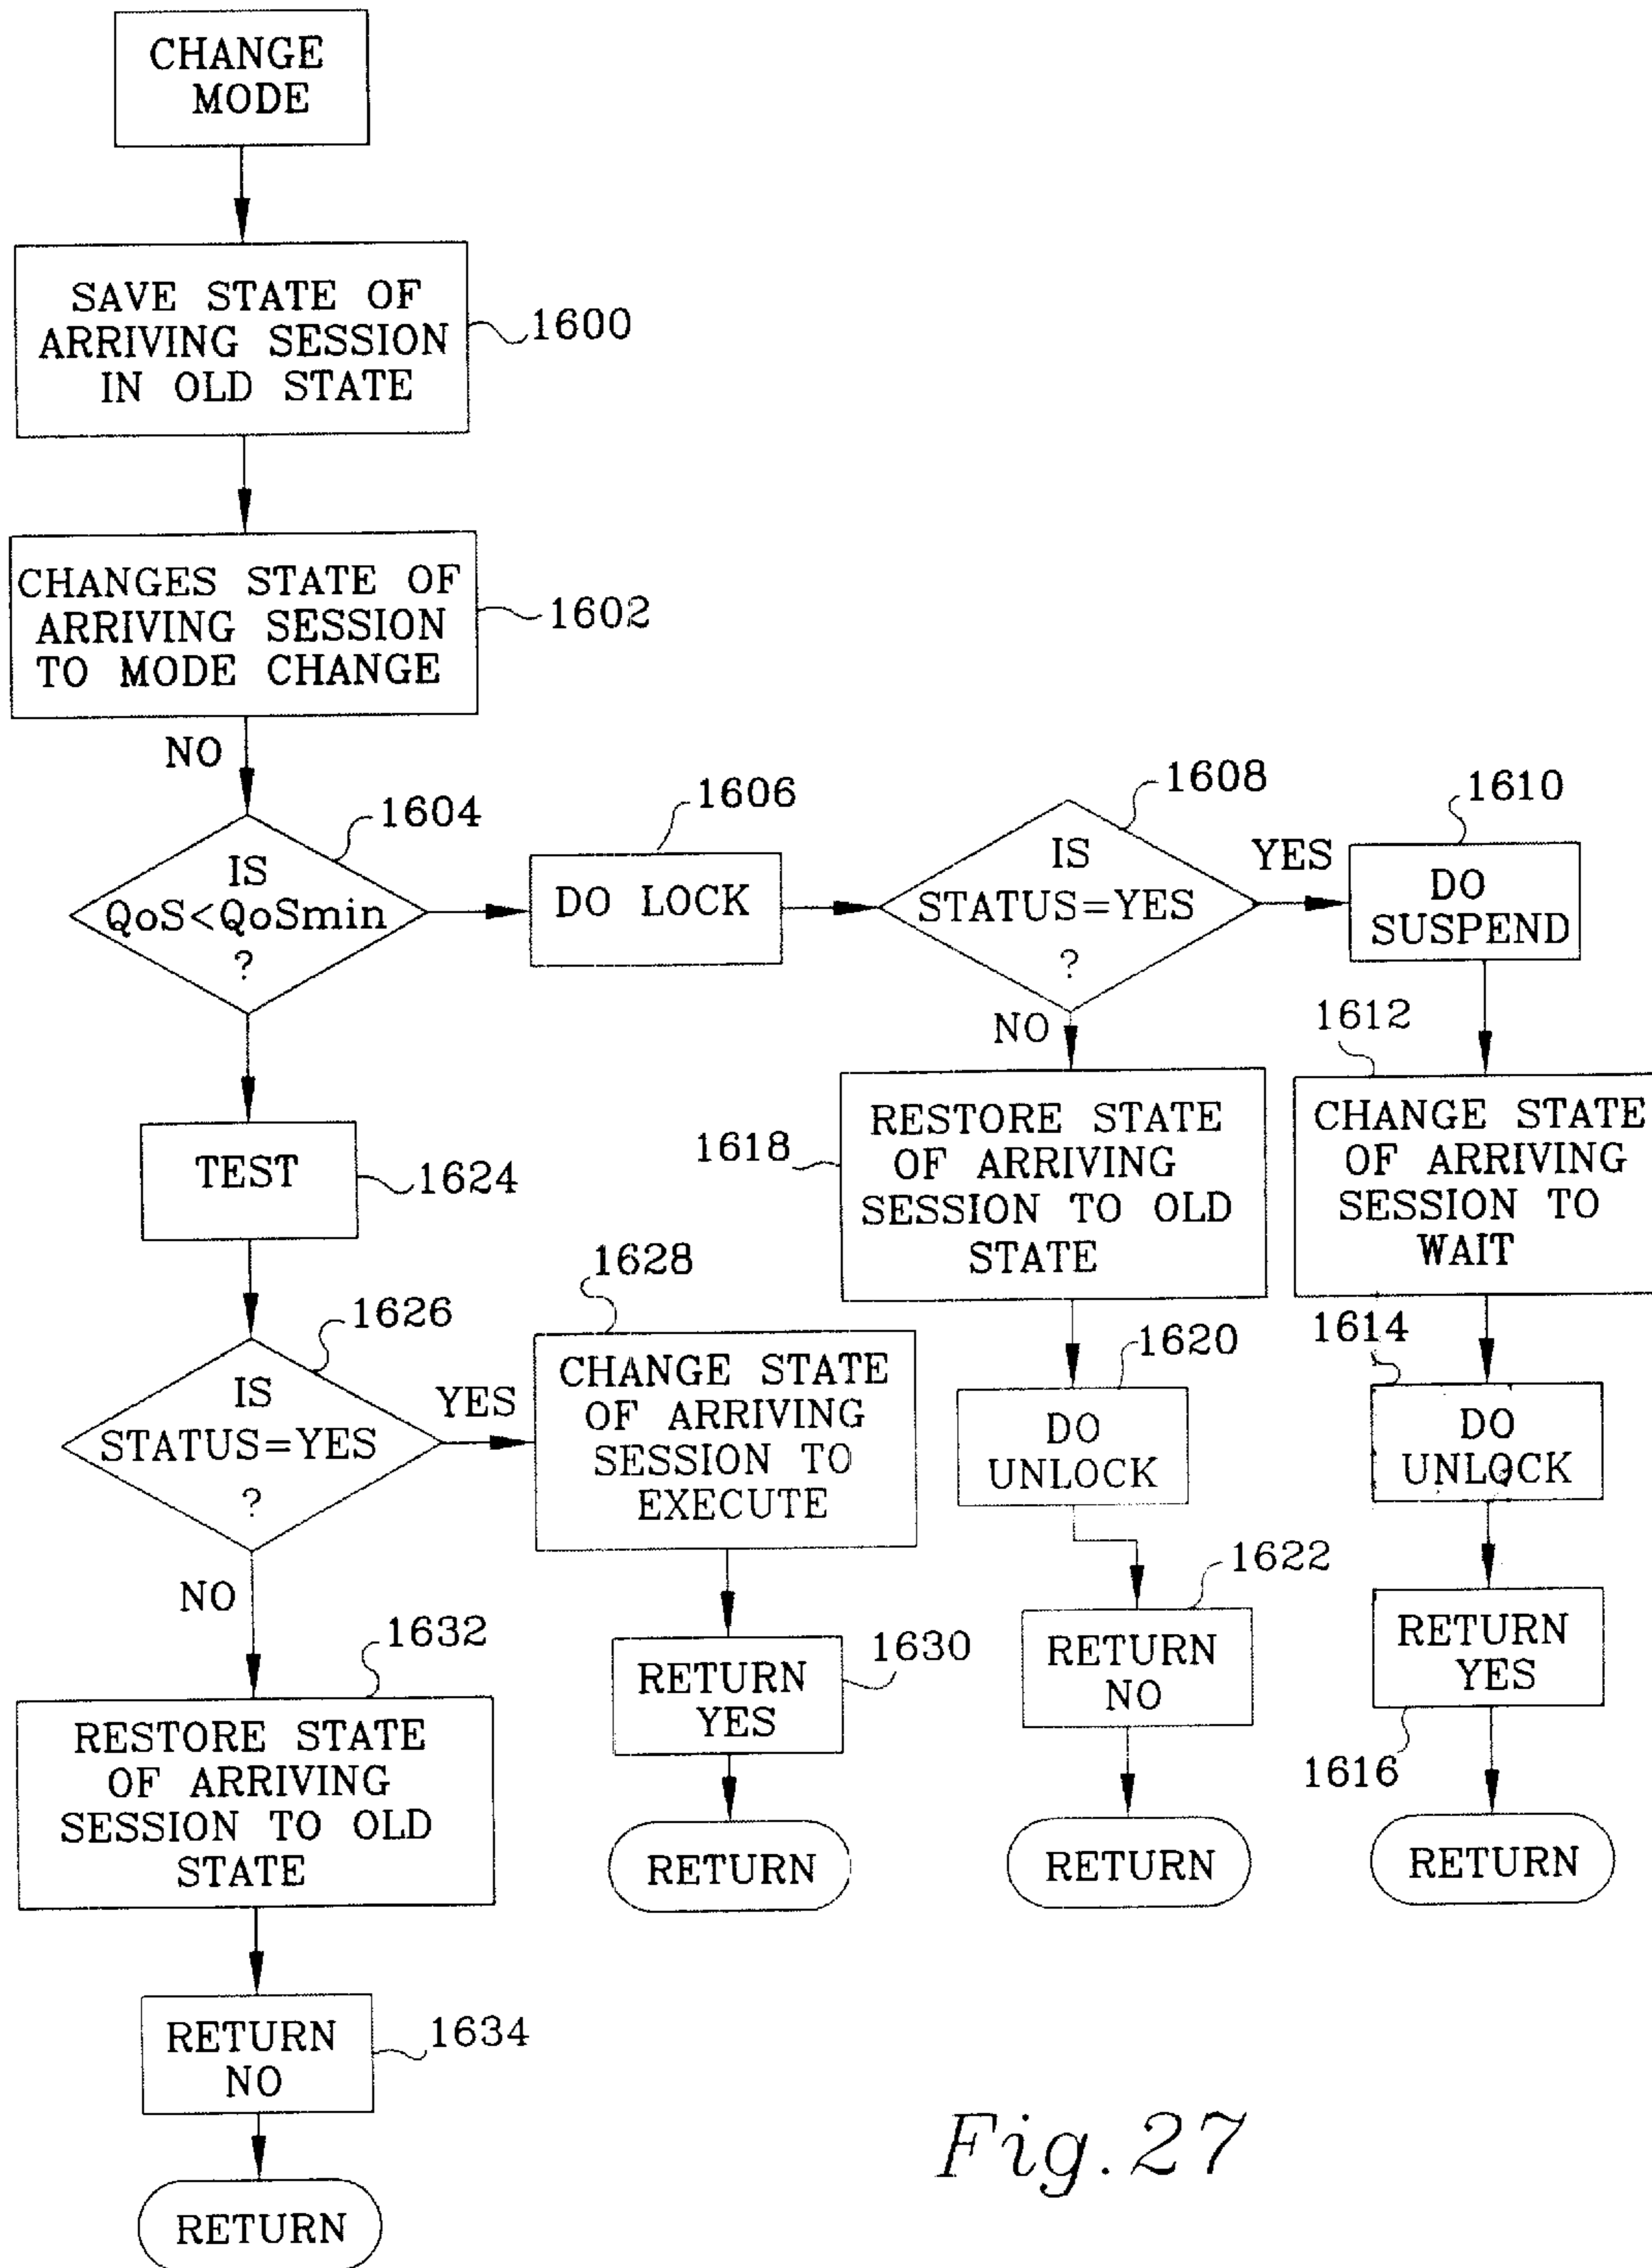 CHANGE
MODE
SAVE STATE OF
ARRIVING SESSION
IN OLD STATE
1600
CHANGES STATE OF
ARRIVING SESSION
TO MODE CHANGE
1602
NO
IS
QoS<QoSmin
?
1604
DO LOCK
1606
IS
STATUS=YES
?
1608
YES
DO
SUSPEND
1610
NO
1612
CHANGE STATE
OF ARRIVING
SESSION TO
WAIT
1618
RESTORE STATE
OF ARRIVING
SESSION TO OLD
STATE
TEST
1624
1614
DO
UNLOCK
1620
DO
UNLOCK
1626
IS
STATUS=YES
?
YES
1628
CHANGE STATE
OF ARRIVING
SESSION TO
EXECUTE
NO
1622
RETURN
NO
RETURN
YES
1616
1630
RETURN
YES
1632
RESTORE STATE
OF ARRIVING
SESSION TO OLD
STATE
RETURN
RETURN
RETURN
RETURN
NO
1634
RETURN
Fig. 27